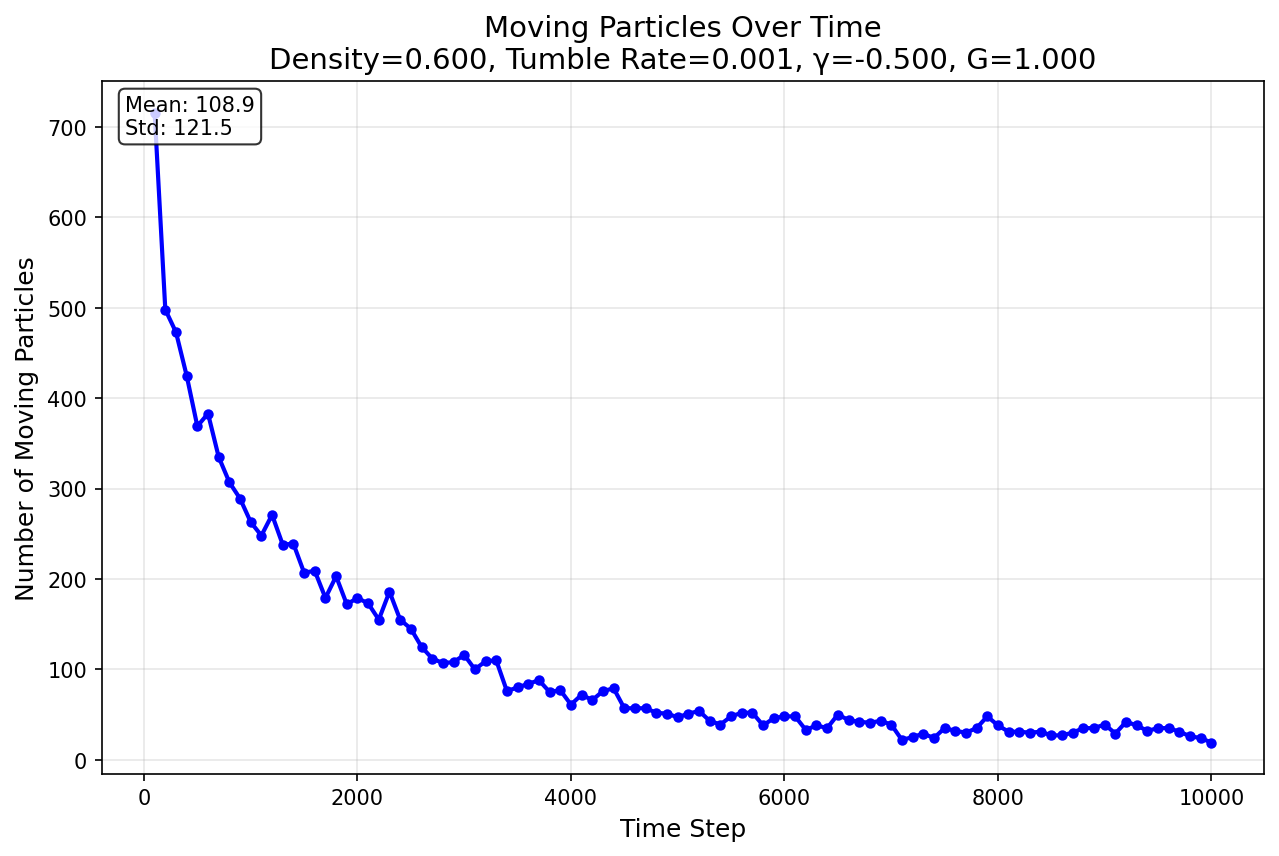 Moving Particles Over Time
Density=0.600, Tumble Rate=0.001, γ=-0.500, G=1.000
Mean: 108.9
Std: 121.5
Number of Moving Particles
700
600
500
400
300
200
100
0
0 2000 4000 6000 8000 10000
Time Step